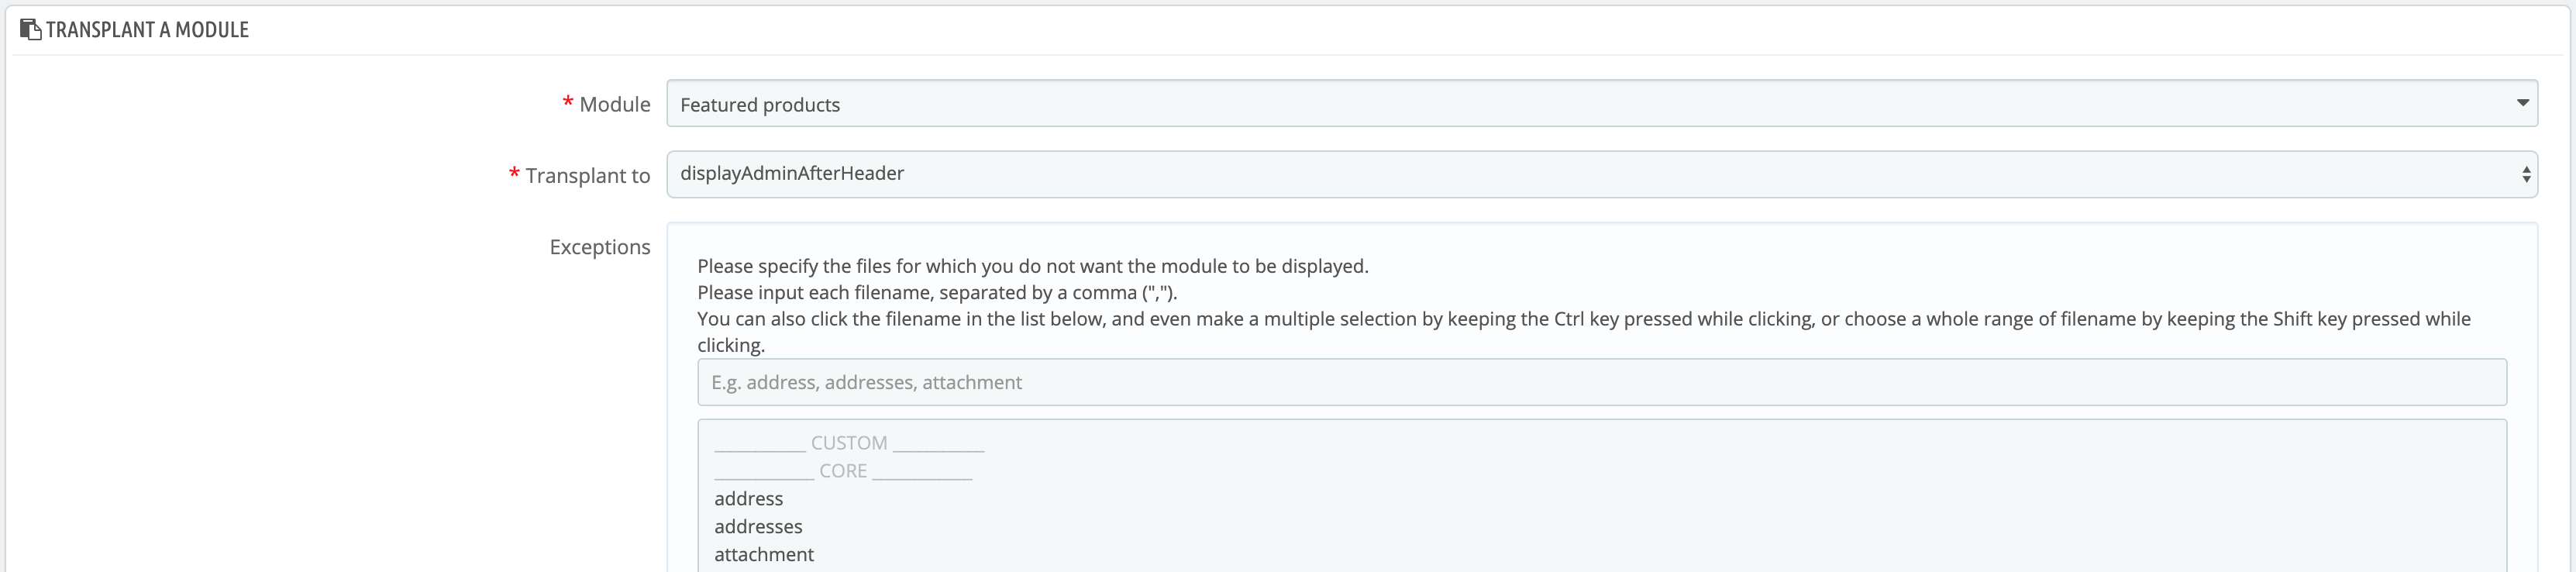 TRANSPLANT A MODULE
* Module
Featured products
* Transplant to
displayAdminAfterHeader
Exceptions
Please specify the files for which you do not want the module to be displayed.
Please input each filename, separated by a comma (",").
You can also click the filename in the list below, and even make a multiple selection by keeping the Ctrl key pressed while clicking, or choose a whole range of filename by keeping the Shift key pressed while
clicking.
E.g. address, addresses, attachment
___________ CUSTOM ___________
____________ CORE ____________
address
addresses
attachment